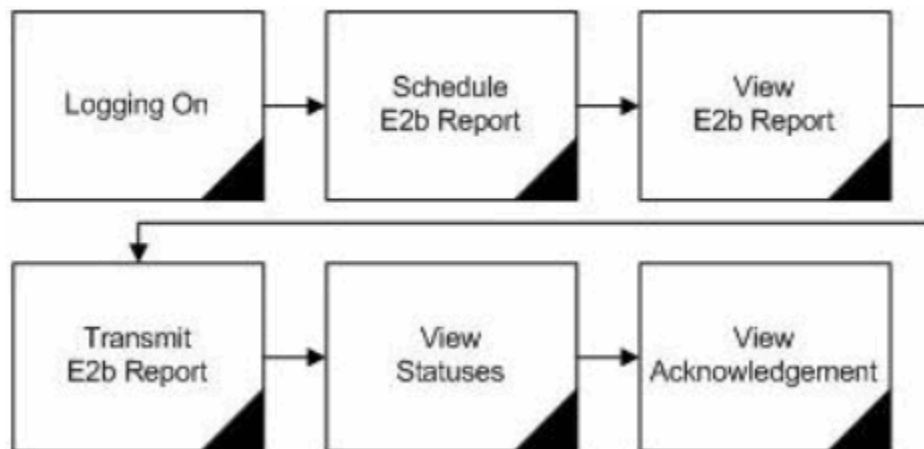 Logging On
Schedule
E2b Report
View
E2b Report
Transmit
E2b Report
View
Statuses
View
Acknowledgement